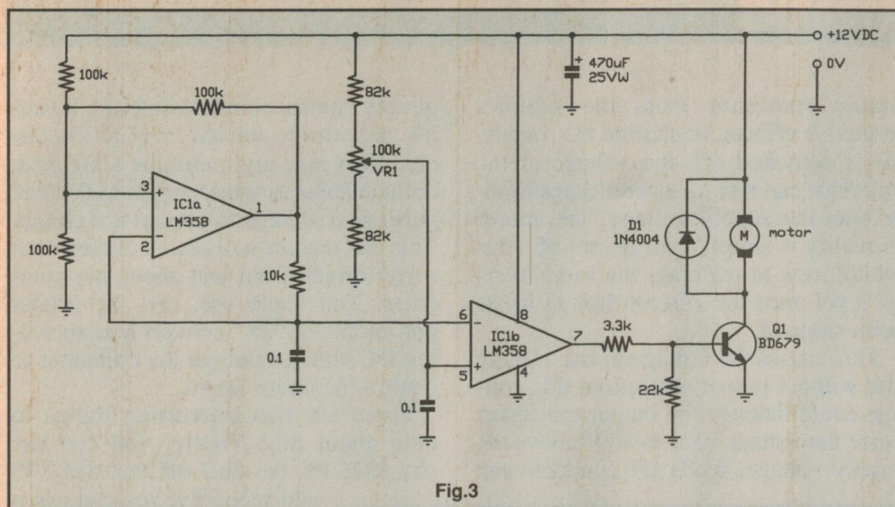 +12VDC
0V
100k
100k
82k
470uF
25VW
+
100k
VR1
3
+
IC1a
LM358
1
2
-
100k
82k
10k
D1
1N4004
M
motor
0.1
6
-
8
IC1b
LM358
7
3.3k
5
+
4
Q1
BD679
0.1
22k
Fig.3